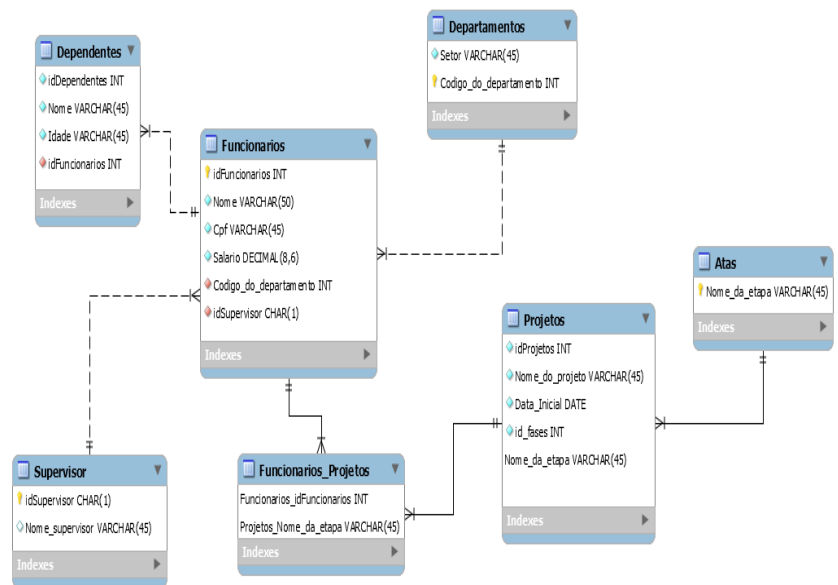 Dependentes
idDependentes INT
Nome VARCHAR(45)
Idade VARCHAR(45)
idFuncionarios INT
Indexes
Departamentos
Setor VARCHAR(45)
Codigo_do_departamento INT
Indexes
Funcionarios
idFuncionarios INT
Nome VARCHAR(50)
Cpf VARCHAR(45)
Salario DECIMAL(8,6)
Codigo_do_departamento INT
idSupervisor CHAR(1)
Indexes
Atas
Nome_da_etapa VARCHAR(45)
Indexes
Projetos
idProjetos INT
Nome_do_projeto VARCHAR(45)
Data_Inicial DATE
id_fases INT
Nome_da_etapa VARCHAR(45)
Indexes
Supervisor
idSupervisor CHAR(1)
Nome_supervisor VARCHAR(45)
Indexes
Funcionarios_Projetos
Funcionarios_idFuncionarios INT
Projetos_Nome_da_etapa VARCHAR(45)
Indexes